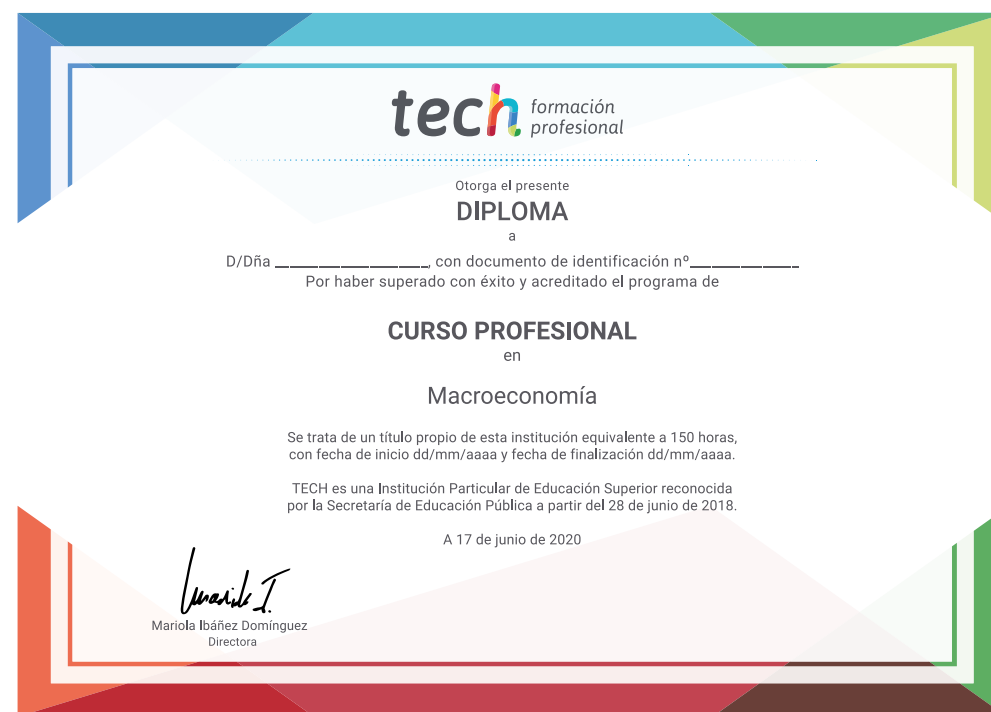 tech formación
profesional
Otorga el presente
DIPLOMA
a
D/Dña ______________, con documento de identificación nº__________
Por haber superado con éxito y acreditado el programa de
CURSO PROFESIONAL
en
Macroeconomía
Se trata de un título propio de esta institución equivalente a 150 horas,
con fecha de inicio dd/mm/aaaa y fecha de finalización dd/mm/aaaa.
TECH es una Institución Particular de Educación Superior reconocida
por la Secretaría de Educación Pública a partir del 28 de junio de 2018.
A 17 de junio de 2020
Mariola Ibáñez Domínguez
Directora